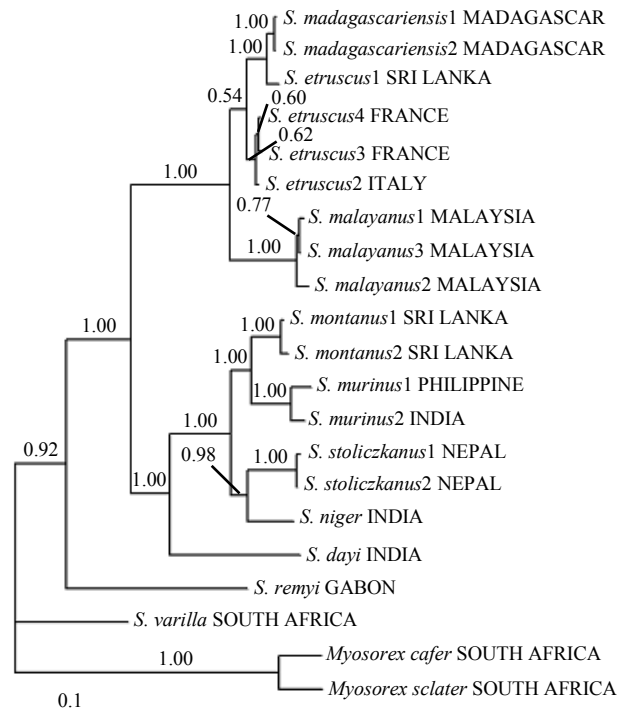 1.00
S. madagascariensis1 MADAGASCAR
1.00
S. madagascariensis2 MADAGASCAR
S. etruscus1 SRI LANKA
0.54
0.60
S. etruscus4 FRANCE
0.62
S. etruscus3 FRANCE
1.00
S. etruscus2 ITALY
0.77
S. malayanus1 MALAYSIA
1.00
S. malayanus3 MALAYSIA
S. malayanus2 MALAYSIA
1.00
S. montanus1 SRI LANKA
1.00
1.00
S. montanus2 SRI LANKA
1.00
S. murinus1 PHILIPPINE
1.00
S. murinus2 INDIA
0.92
0.98
1.00
S. stoliczkanus1 NEPAL
1.00
S. stoliczkanus2 NEPAL
S. niger INDIA
S. dayi INDIA
S. remyi GABON
S. varilla SOUTH AFRICA
1.00
Myosorex cafer SOUTH AFRICA
Myosorex sclater SOUTH AFRICA
0.1